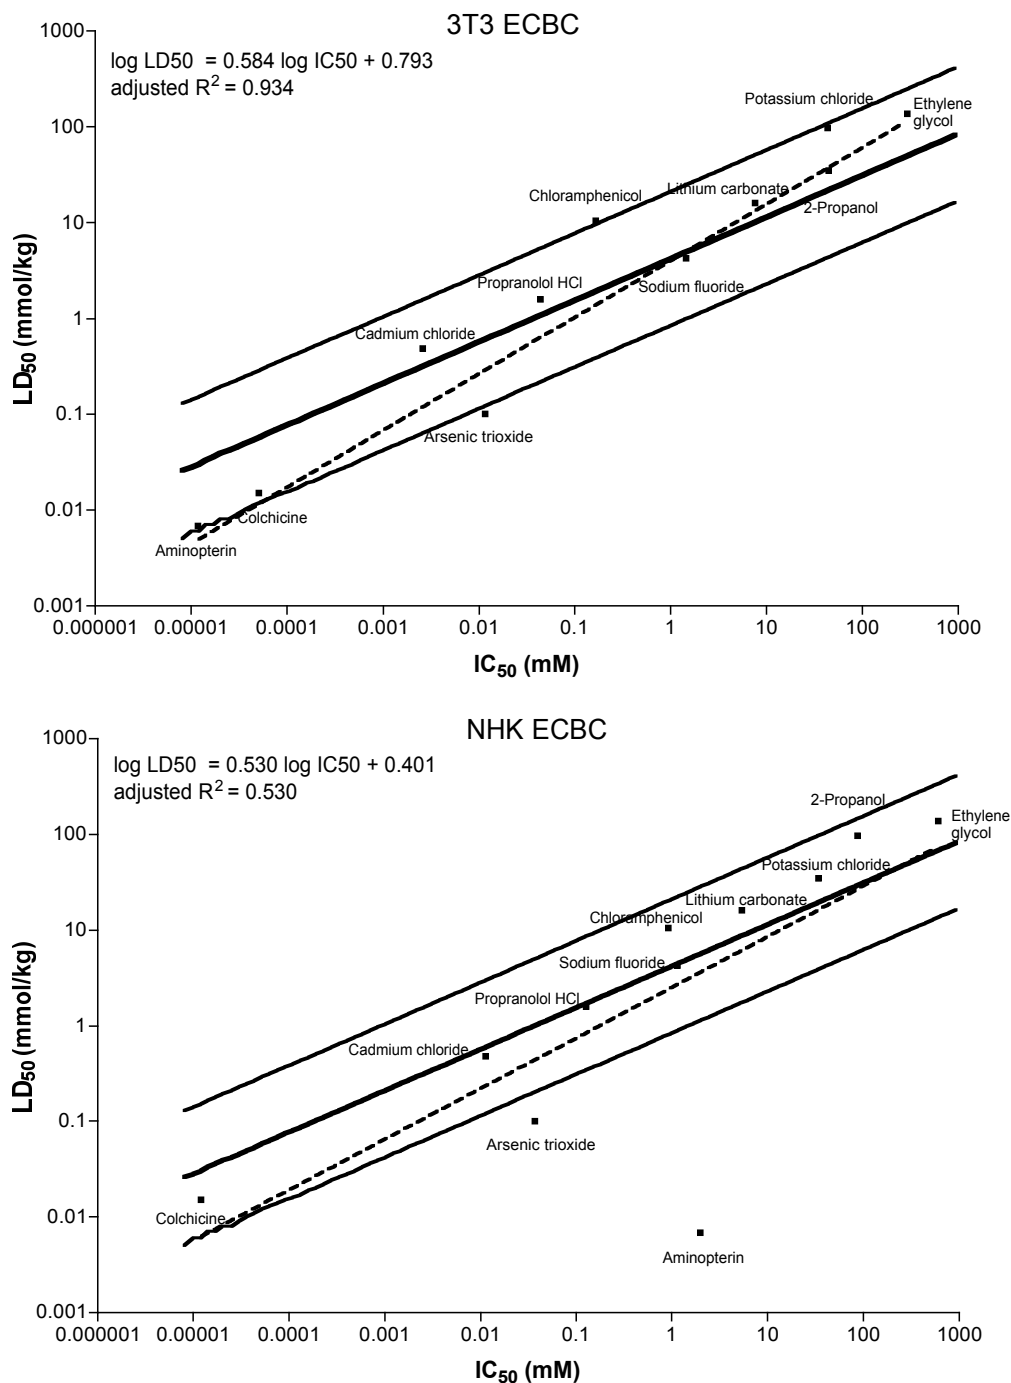 3T3 ECBC
log LD50 = 0.584 log IC50 + 0.793
adjusted R2 = 0.934
1000
100
10
1
0.1
0.01
0.001
LD50 (mmol/kg)
Potassium chloride
Ethylene
glycol
Chloramphenicol
Lithium carbonate
2-Propanol
Propranolol HCl
Sodium fluoride
Cadmium chloride
Arsenic trioxide
Colchicine
Aminopterin
0.000001
0.00001
0.0001
0.001
0.01
0.1
1
10
100
1000
IC50 (mM)
NHK ECBC
log LD50 = 0.530 log IC50 + 0.401
adjusted R2 = 0.530
1000
100
10
1
0.1
0.01
0.001
LD50 (mmol/kg)
2-Propanol
Ethylene
glycol
Potassium chloride
Lithium carbonate
Chloramphenicol
Sodium fluoride
Propranolol HCl
Cadmium chloride
Arsenic trioxide
Colchicine
Aminopterin
0.000001
0.00001
0.0001
0.001
0.01
0.1
1
10
100
1000
IC50 (mM)